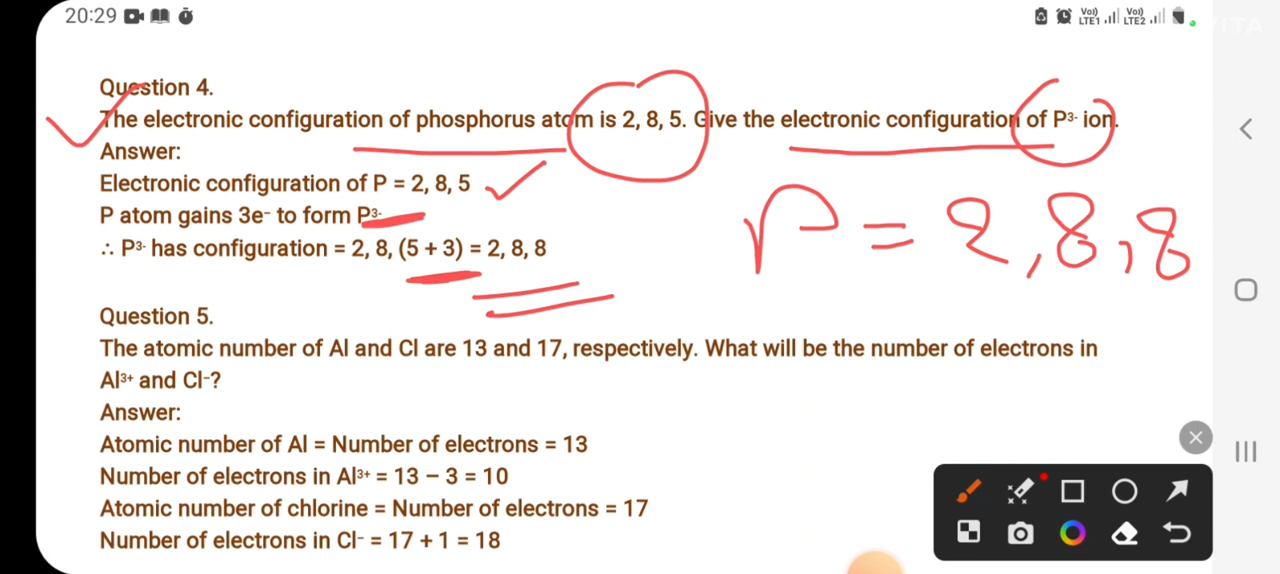 20:29 Vo)) LTE1 Vo)) LTE2
Question 4.
The electronic configuration of phosphorus atom is 2, 8, 5. Give the electronic configuration of P³⁻ ion.
Answer:
Electronic configuration of P = 2, 8, 5
P atom gains 3e⁻ to form P³⁻
∴ P³⁻ has configuration = 2, 8, (5 + 3) = 2, 8, 8
P = 2, 8, 8
Question 5.
The atomic number of Al and Cl are 13 and 17, respectively. What will be the number of electrons in
Al³⁺ and Cl⁻?
Answer:
Atomic number of Al = Number of electrons = 13
Number of electrons in Al³⁺ = 13 – 3 = 10
Atomic number of chlorine = Number of electrons = 17
Number of electrons in Cl⁻ = 17 + 1 = 18